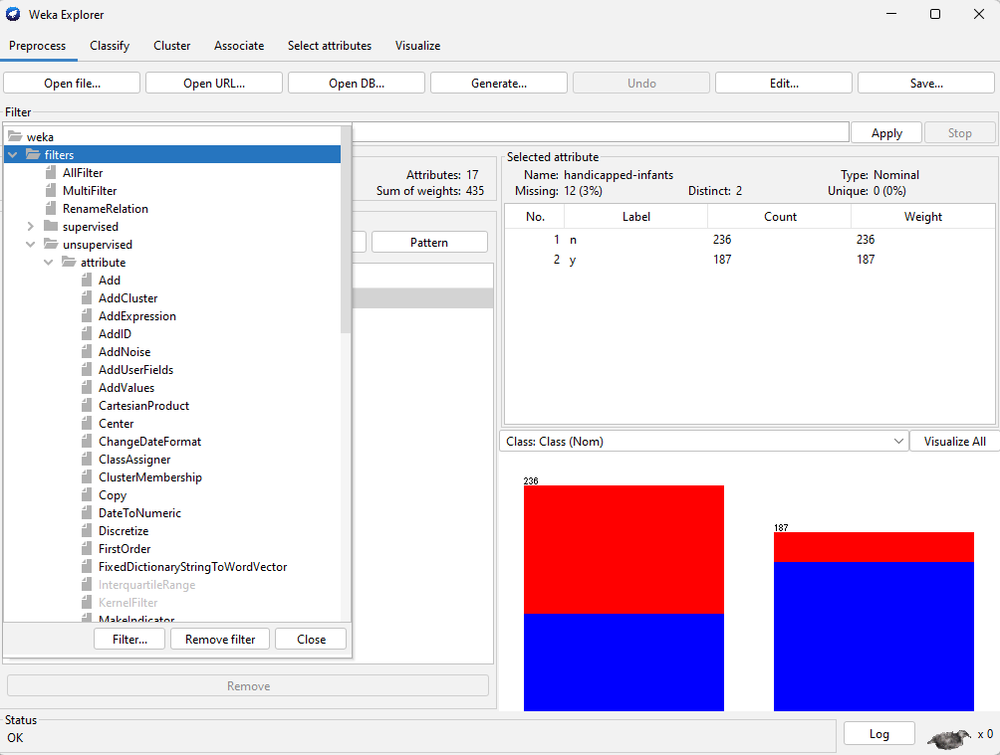 Weka Explorer
Preprocess Classify Cluster Associate Select attributes Visualize
Open file... Open URL... Open DB... Generate... Undo Edit... Save...
Filter
Apply Stop
weka
filters
AllFilter
MultiFilter
RenameRelation
supervised
unsupervised
attribute
Add
AddCluster
AddExpression
AddID
AddNoise
AddUserFields
AddValues
CartesianProduct
Center
ChangeDateFormat
ClassAssigner
ClusterMembership
Copy
DateToNumeric
Discretize
FirstOrder
FixedDictionaryStringToWordVector
InterquartileRange
KernelFilter
MakeIndicator
Filter... Remove filter Close
Attributes: 17
Sum of weights: 435
Pattern
Remove
Selected attribute
Name: handicapped-infants Type: Nominal
Missing: 12 (3%) Distinct: 2 Unique: 0 (0%)
No. Label Count Weight
1 n 236 236
2 y 187 187
Class: Class (Nom) Visualize All
236
187
Status
OK
Log x 0